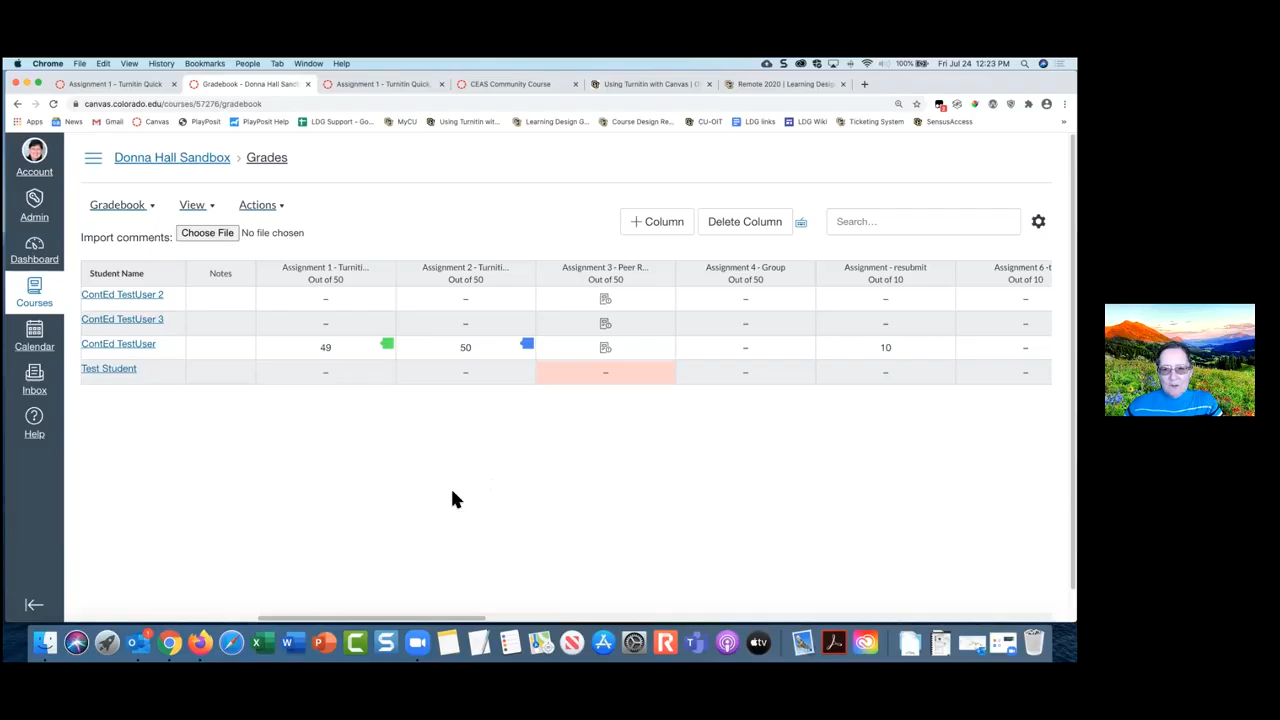 Chrome File Edit View History Bookmarks People Tab Window Help 100% Fri Jul 24 12:23 PM
Assignment 1 - Turnitin Quick × Gradebook - Donna Hall Sandb × Assignment 1 - Turnitin Quick × CEAS Community Course × Using Turnitin with Canvas | O × Remote 2020 | Learning Desig ×
canvas.colorado.edu/courses/57276/gradebook
Apps News Gmail Canvas PlayPosit PlayPosit Help LDG Support - Go... MyCU Using Turnitin wit... Learning Design G... Course Design Re... CU-OIT LDG links LDG Wiki Ticketing System SensusAccess »
Account
Admin
Dashboard
Courses
Calendar
Inbox
Help
Donna Hall Sandbox › Grades
Gradebook View Actions
Import comments: Choose File No file chosen
+ Column Delete Column Search...
Student Name Notes Assignment 1 - Turniti... Assignment 2 - Turniti... Assignment 3 - Peer R... Assignment 4 - Group Assignment - resubmit Assignment 6 -t
Out of 50 Out of 50 Out of 50 Out of 50 Out of 10 Out of 10
ContEd TestUser 2 – – – – –
ContEd TestUser 3 – – – – –
ContEd TestUser 49 50 – 10 –
Test Student – – – – – –